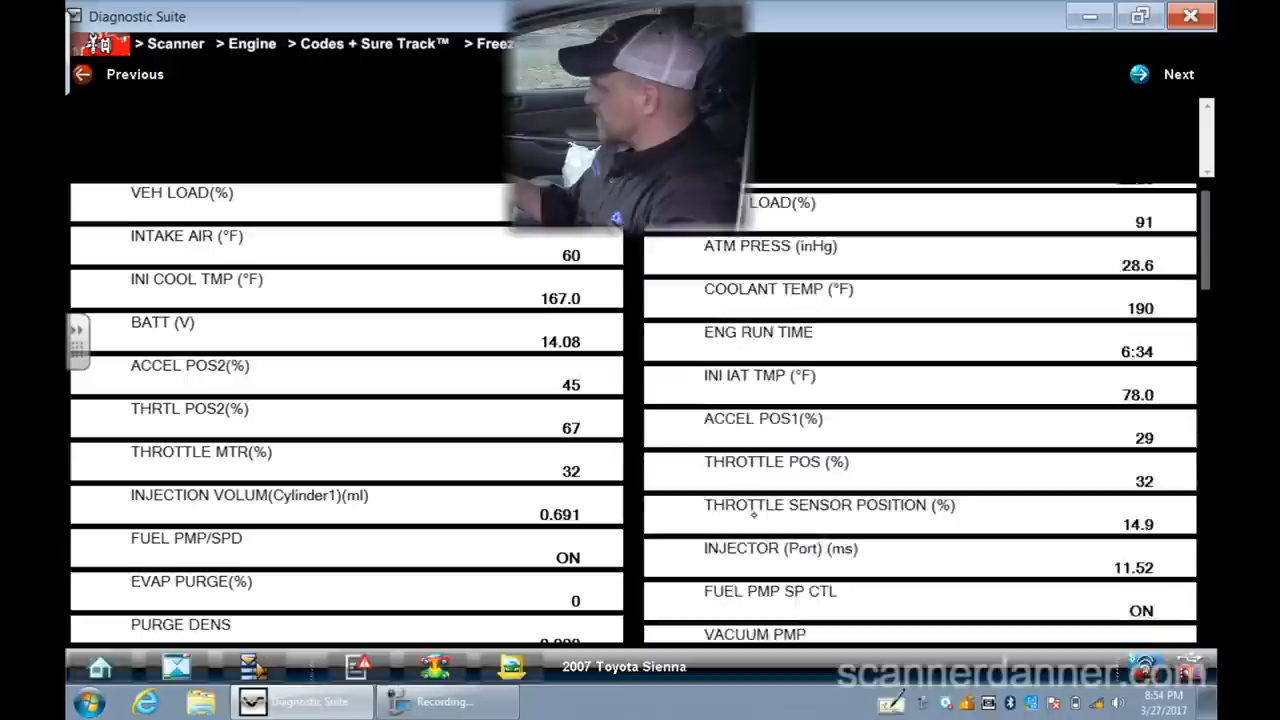 Diagnostic Suite
> Scanner > Engine > Codes + Sure Track™ > Freez
Previous
Next
VEH LOAD(%)
INTAKE AIR (°F)
60
INI COOL TMP (°F)
167.0
BATT (V)
14.08
ACCEL POS2(%)
45
THRTL POS2(%)
67
THROTTLE MTR(%)
32
INJECTION VOLUM(Cylinder1)(ml)
0.691
FUEL PMP/SPD
ON
EVAP PURGE(%)
0
PURGE DENS
LOAD(%)
91
ATM PRESS (inHg)
28.6
COOLANT TEMP (°F)
190
ENG RUN TIME
6:34
INI IAT TMP (°F)
78.0
ACCEL POS1(%)
29
THROTTLE POS (%)
32
THROTTLE SENSOR POSITION (%)
14.9
INJECTOR (Port) (ms)
11.52
FUEL PMP SP CTL
ON
VACUUM PMP
2007 Toyota Sienna
scannerdanner.com
Diagnostic Suite
Recording...
8:54 PM
3/27/2017